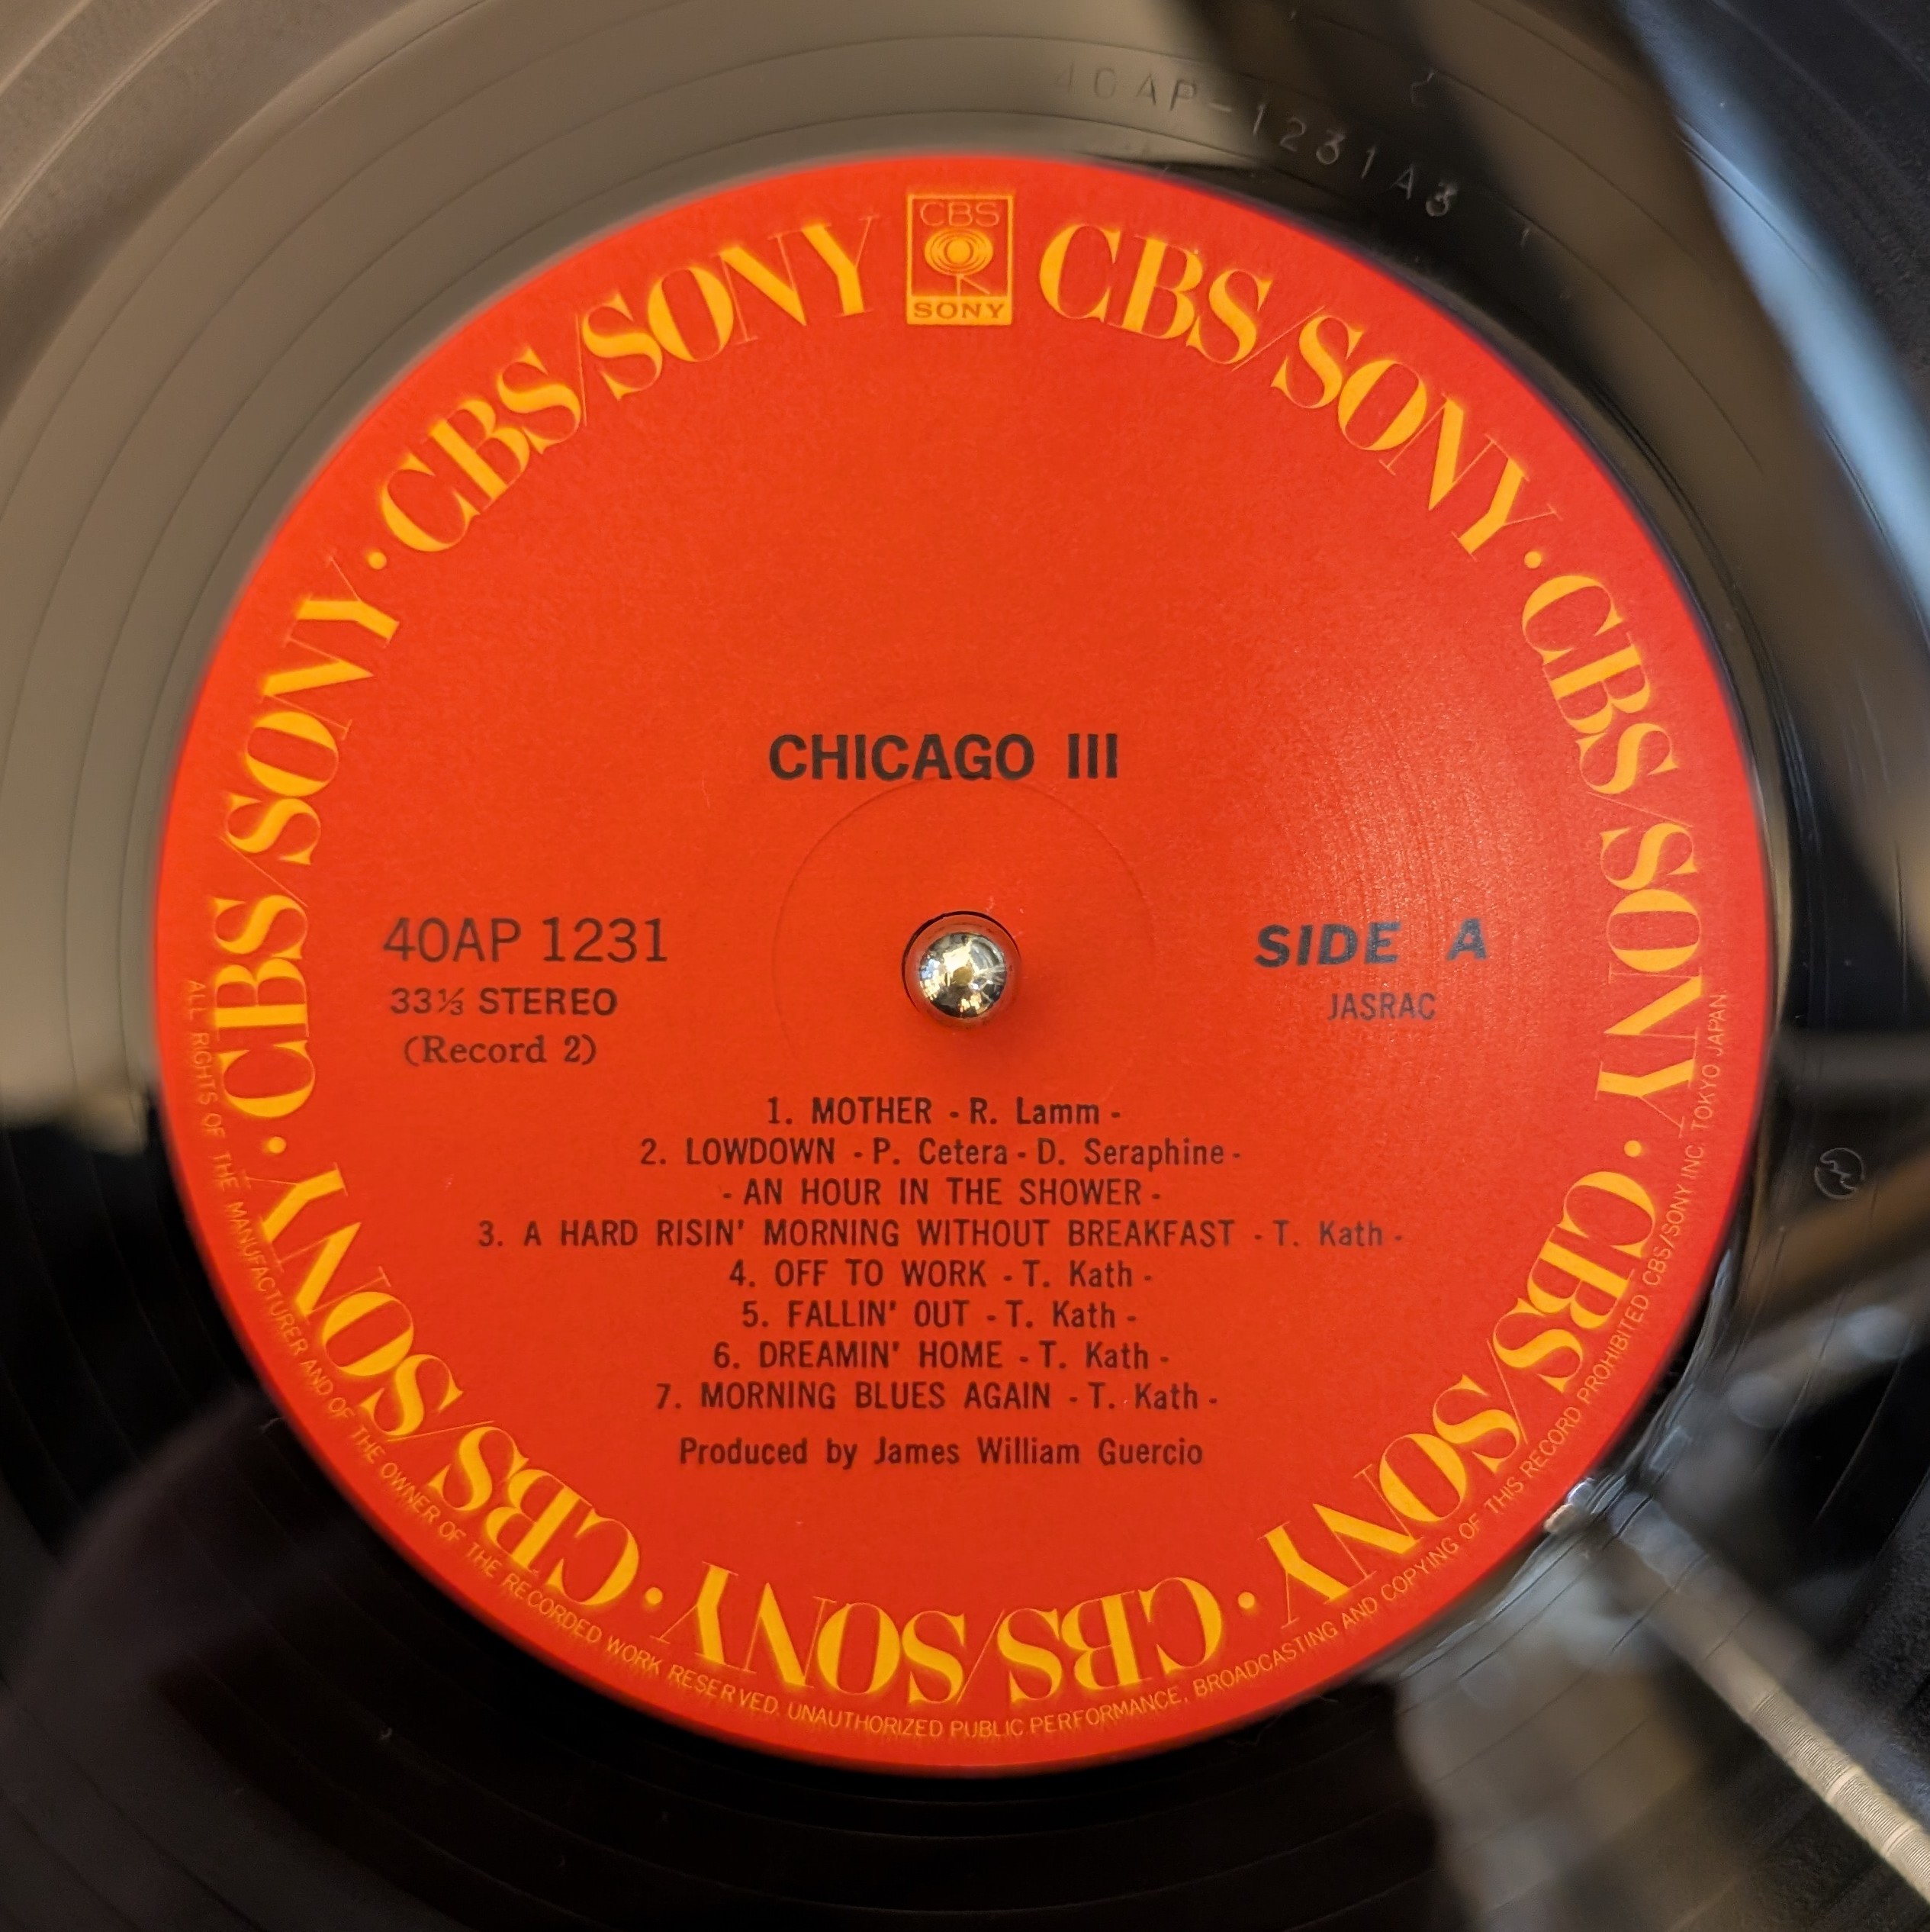 40AP-1231A3
CBS
SONY
CBS/SONY · CBS/SONY · CBS/SONY · CBS/SONY · CBS/SONY · CBS/SONY · CBS/SONY · CBS/SONY
CHICAGO III
40AP 1231
33⅓ STEREO
(Record 2)
SIDE A
JASRAC
1. MOTHER - R. Lamm -
2. LOWDOWN - P. Cetera - D. Seraphine -
- AN HOUR IN THE SHOWER -
3. A HARD RISIN' MORNING WITHOUT BREAKFAST - T. Kath -
4. OFF TO WORK - T. Kath -
5. FALLIN' OUT - T. Kath -
6. DREAMIN' HOME - T. Kath -
7. MORNING BLUES AGAIN - T. Kath -
Produced by James William Guercio
ALL RIGHTS OF THE MANUFACTURER AND OF THE OWNER OF THE RECORDED WORK RESERVED. UNAUTHORIZED PUBLIC PERFORMANCE, BROADCASTING AND COPYING OF THIS RECORD PROHIBITED CBS/SONY INC. TOKYO JAPAN